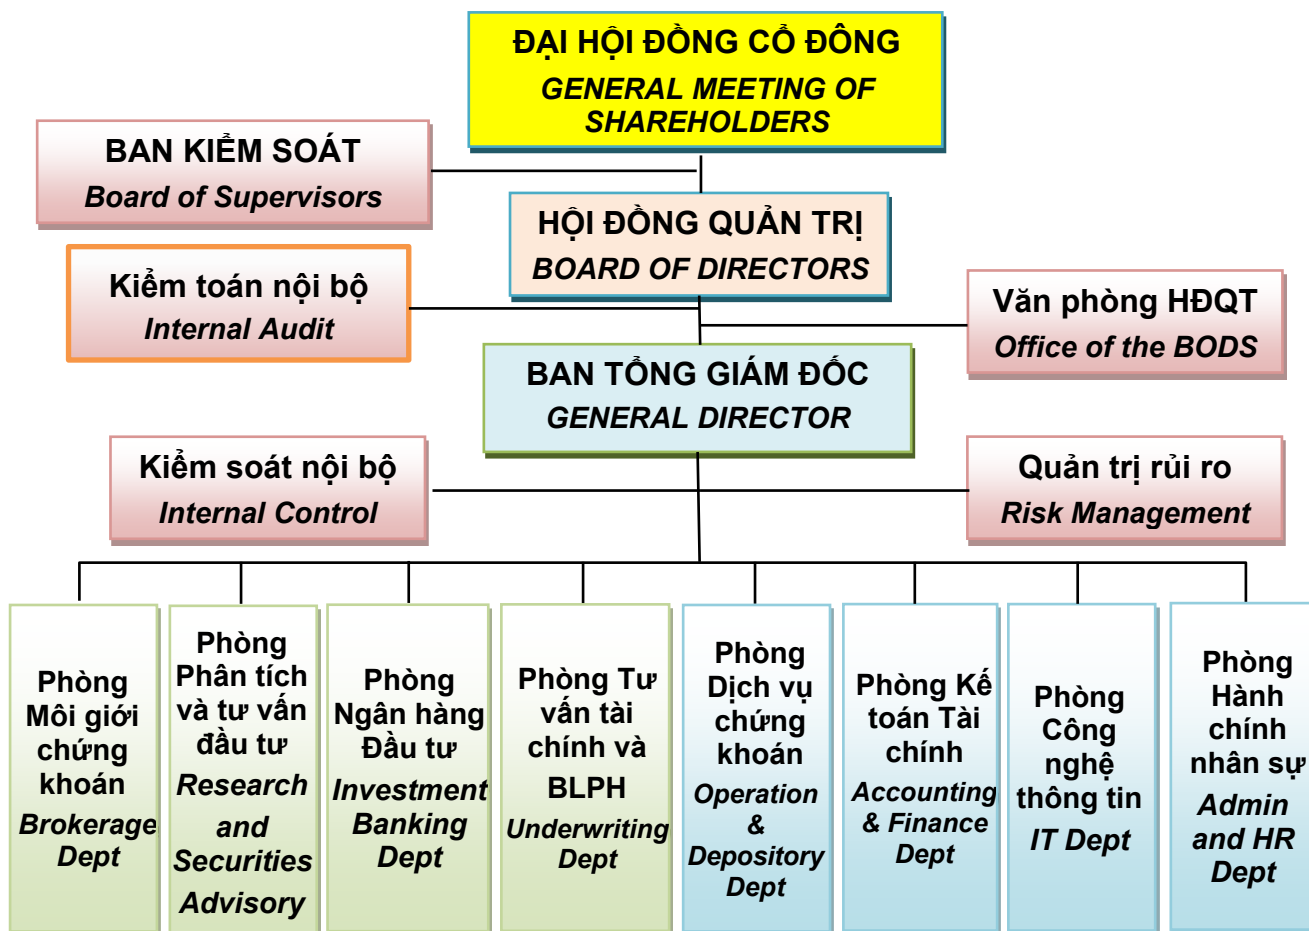 ĐẠI HỘI ĐỒNG CỔ ĐÔNG
GENERAL MEETING OF
SHAREHOLDERS
BAN KIỂM SOÁT
Board of Supervisors
HỘI ĐỒNG QUẢN TRỊ
BOARD OF DIRECTORS
Kiểm toán nội bộ
Internal Audit
Văn phòng HĐQT
Office of the BODS
BAN TỔNG GIÁM ĐỐC
GENERAL DIRECTOR
Kiểm soát nội bộ
Internal Control
Quản trị rủi ro
Risk Management
Phòng
Môi giới
chứng
khoán
Brokerage
Dept
Phòng
Phân tích
và tư vấn
đầu tư
Research
and
Securities
Advisory
Phòng
Ngân hàng
Đầu tư
Investment
Banking
Dept
Phòng Tư
vấn tài
chính và
BLPH
Underwriting
Dept
Phòng
Dịch vụ
chứng
khoán
Operation
&
Depository
Dept
Phòng Kế
toán Tài
chính
Accounting
& Finance
Dept
Phòng
Công
nghệ
thông tin
IT Dept
Phòng
Hành
chính
nhân sự
Admin
and HR
Dept